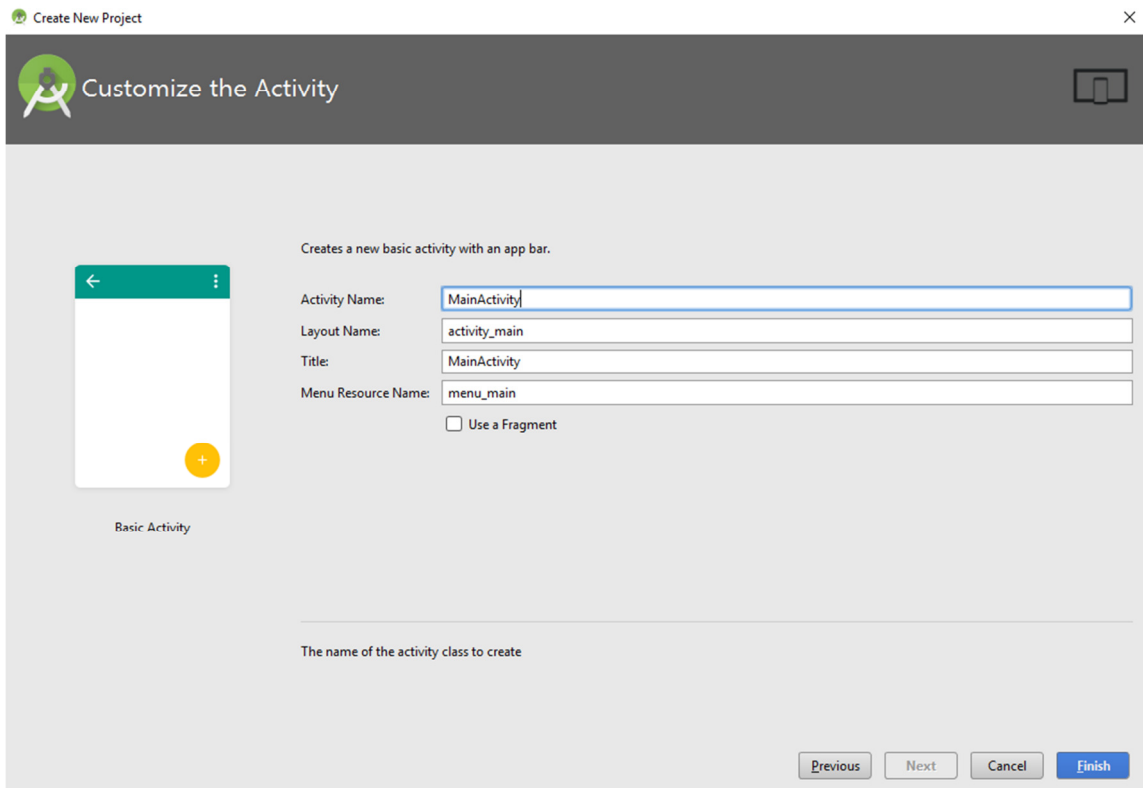 Create New Project
Customize the Activity
Creates a new basic activity with an app bar.
Activity Name: MainActivity
Layout Name: activity_main
Title: MainActivity
Menu Resource Name: menu_main
Use a Fragment
Basic Activity
The name of the activity class to create
Previous Next Cancel Finish